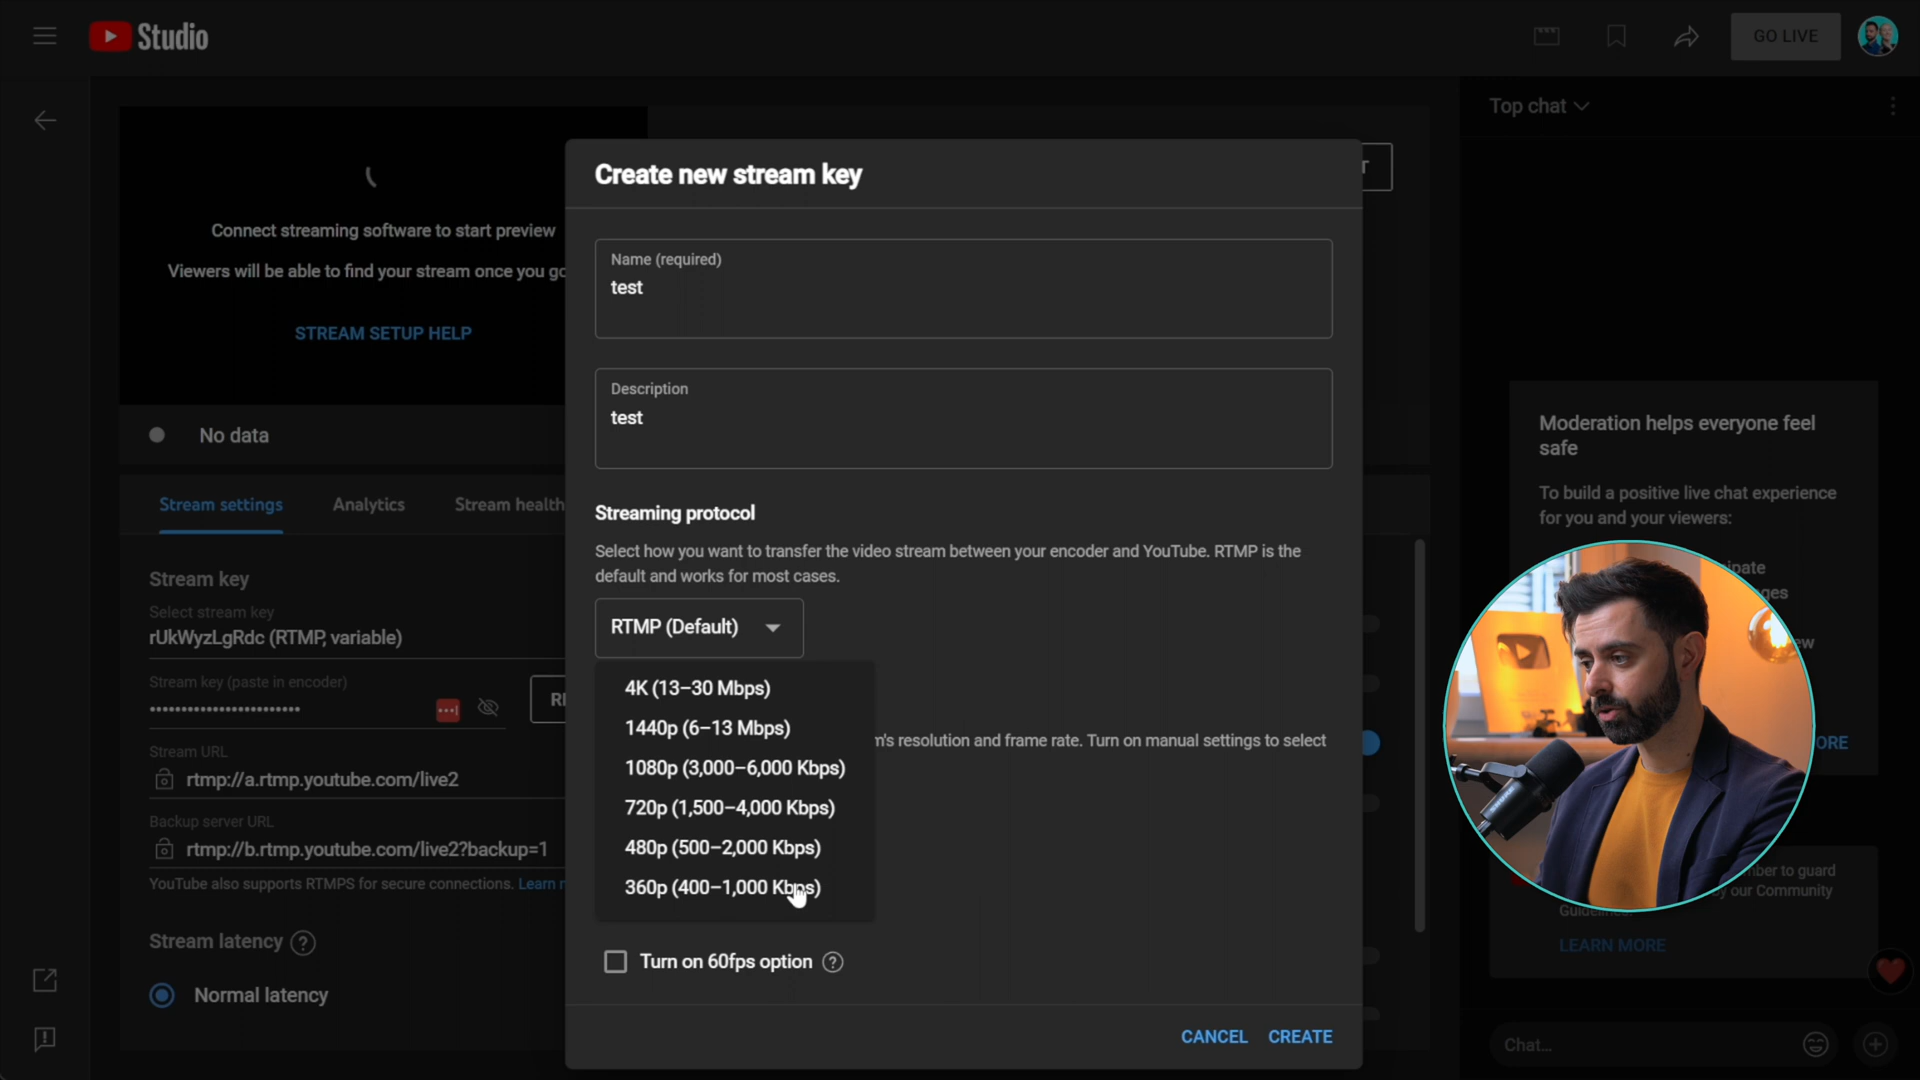 Studio
GO LIVE
Top chat
Connect streaming software to start preview
Viewers will be able to find your stream once you go
STREAM SETUP HELP
No data
Stream settings
Analytics
Stream health
Stream key
Select stream key
rUkWyzLgRdc (RTMP, variable)
Stream key (paste in encoder)
Stream URL
rtmp://a.rtmp.youtube.com/live2
Backup server URL
rtmp://b.rtmp.youtube.com/live2?backup=1
YouTube also supports RTMPS for secure connections. Learn
Stream latency
Normal latency
Create new stream key
Name (required)
test
Description
test
Streaming protocol
Select how you want to transfer the video stream between your encoder and YouTube. RTMP is the
default and works for most cases.
RTMP (Default)
4K (13–30 Mbps)
1440p (6–13 Mbps)
1080p (3,000–6,000 Kbps)
720p (1,500–4,000 Kbps)
480p (500–2,000 Kbps)
360p (400–1,000 Kbps)
resolution and frame rate. Turn on manual settings to select
Turn on 60fps option
CANCEL
CREATE
Moderation helps everyone feel
safe
To build a positive live chat experience
for you and your viewers:
to guard
our Community
LEARN MORE
Chat...